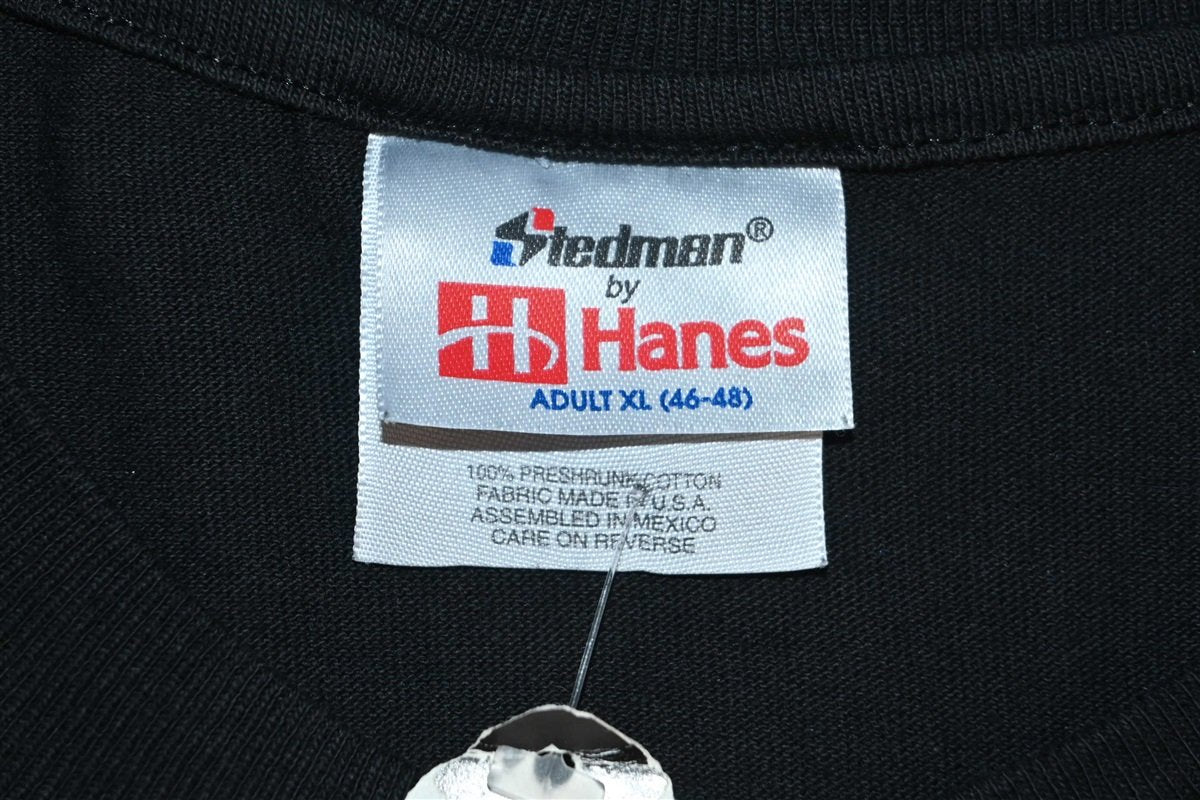 Stedman®
by
H Hanes
ADULT XL (46-48)
100% PRESHRUNK COTTON
FABRIC MADE IN U.S.A.
ASSEMBLED IN MEXICO
CARE ON REVERSE